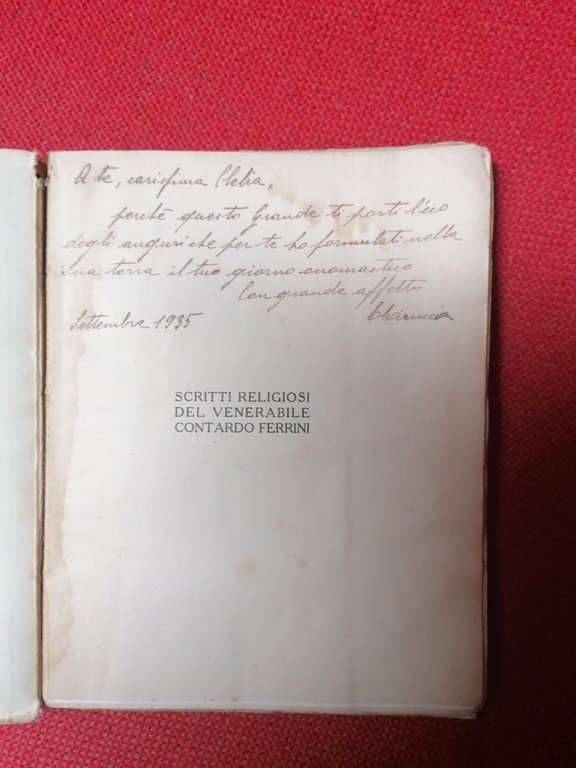 A te, carissima Clelia,
perchè questo Grande ti porti l'eco
degli auguri che per te ho formulati nella
Sua terra il tuo giorno onomastico
Con grande affetto
Settembre 1935
SCRITTI RELIGIOSI
DEL VENERABILE
CONTARDO FERRINI